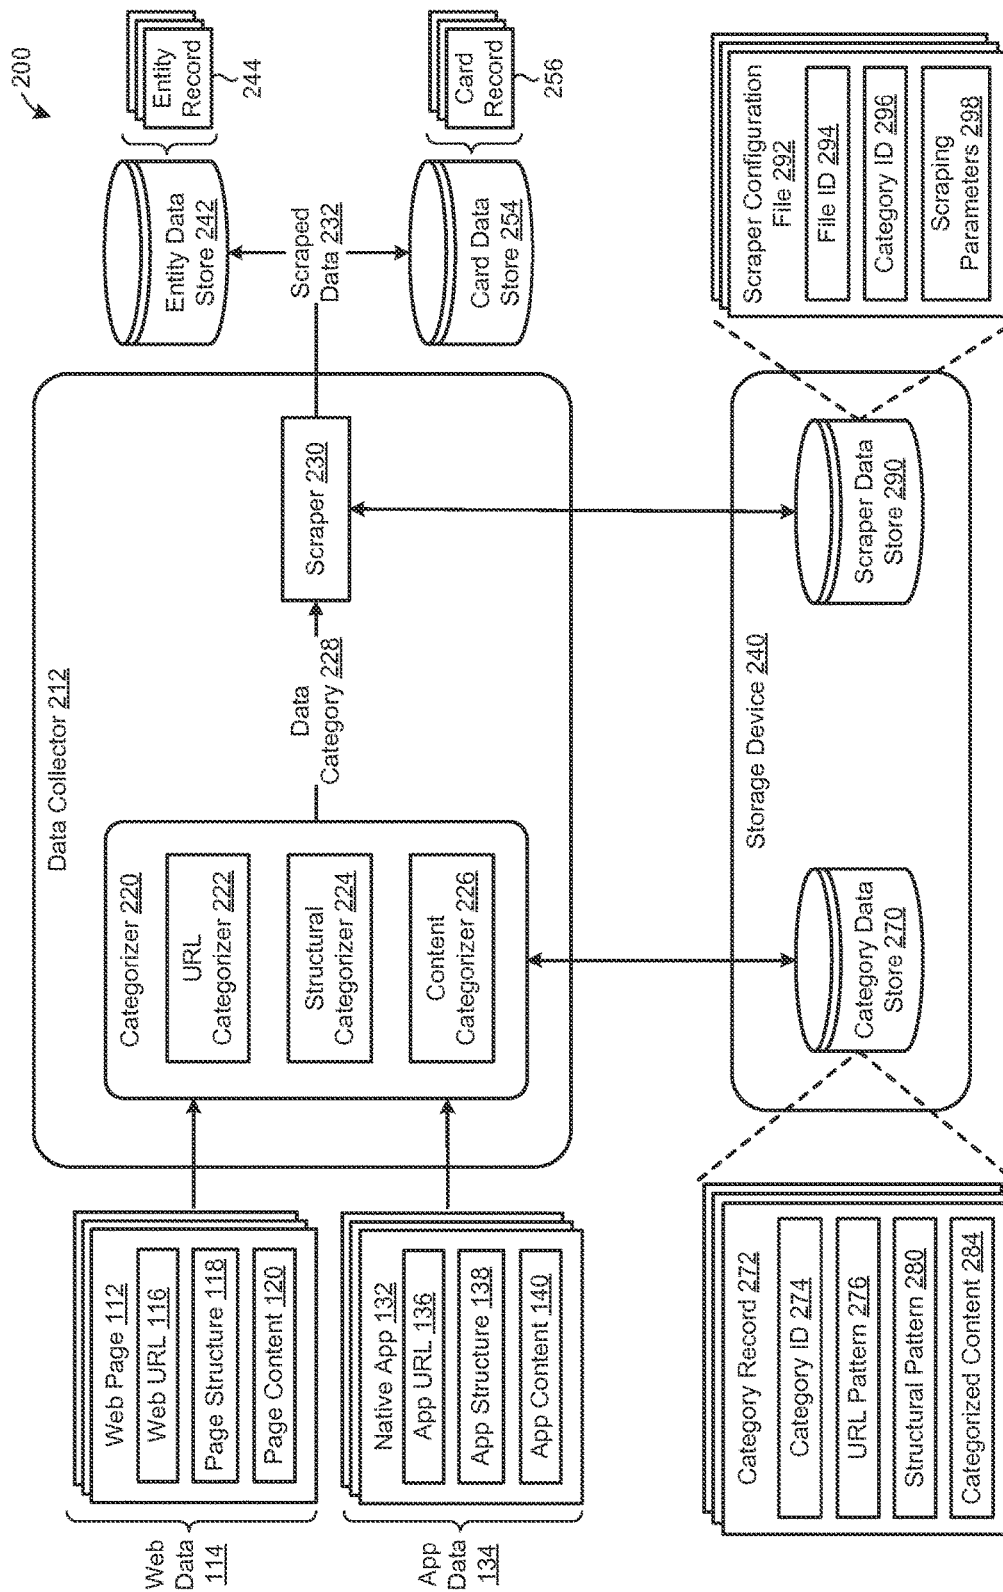 200
Web
Data
114
Web Page 112
Web URL 116
Page Structure 118
Page Content 120
App
Data
134
Native App 132
App URL 136
App Structure 138
App Content 140
Data Collector 212
Categorizer 220
URL
Categorizer 222
Structural
Categorizer 224
Content
Categorizer 226
Data
Category 228
Scraper 230
Scraped
Data 232
Entity Data
Store 242
Entity
Record
244
Card Data
Store 254
Card
Record
256
Category Record 272
Category ID 274
URL Pattern 276
Structural Pattern 280
Categorized Content 284
Storage Device 240
Category Data
Store 270
Scraper Data
Store 290
Scraper Configuration
File 292
File ID 294
Category ID 296
Scraping
Parameters 298